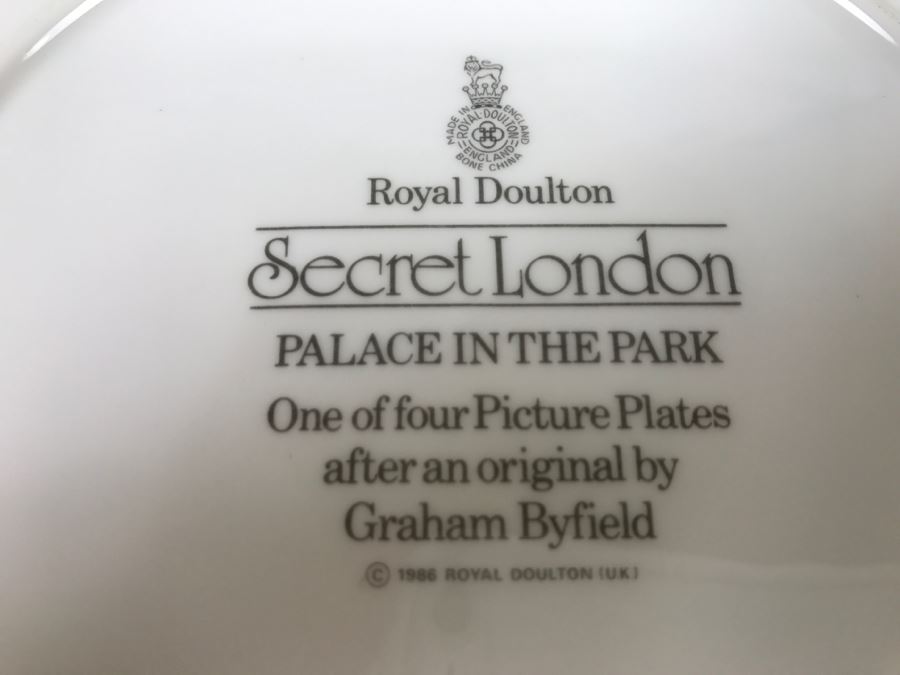 MADE IN ENGLAND
ROYAL·DOULTON
ENGLAND
BONE CHINA
Royal Doulton
Secret London
PALACE IN THE PARK
One of four Picture Plates
after an original by
Graham Byfield
© 1986 ROYAL DOULTON (UK)